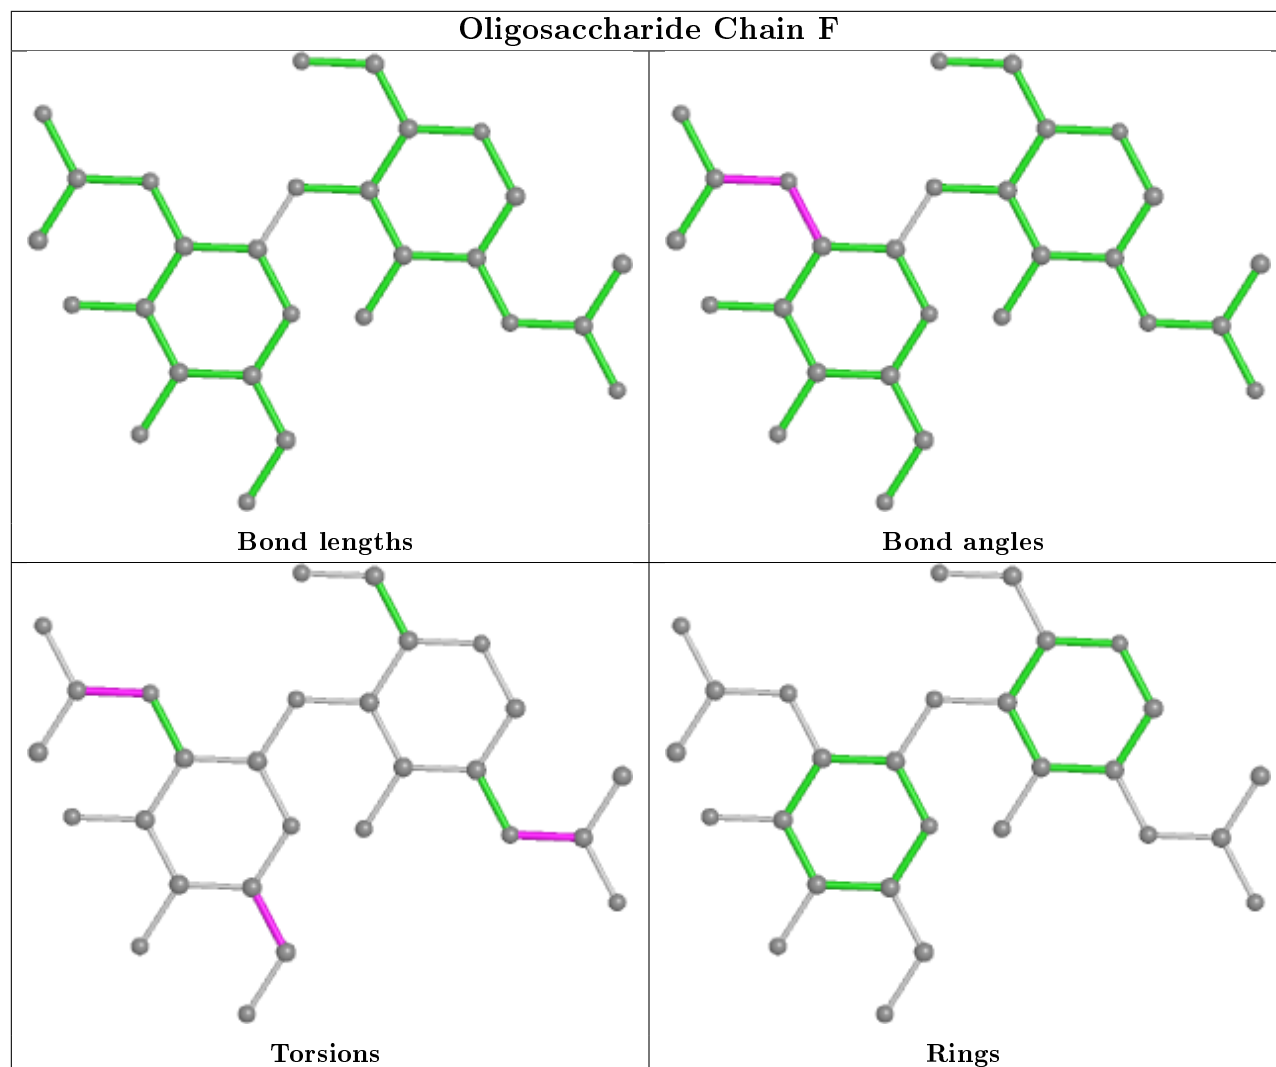 Oligosaccharide Chain F
Bond lengths
Bond angles
Torsions
Rings